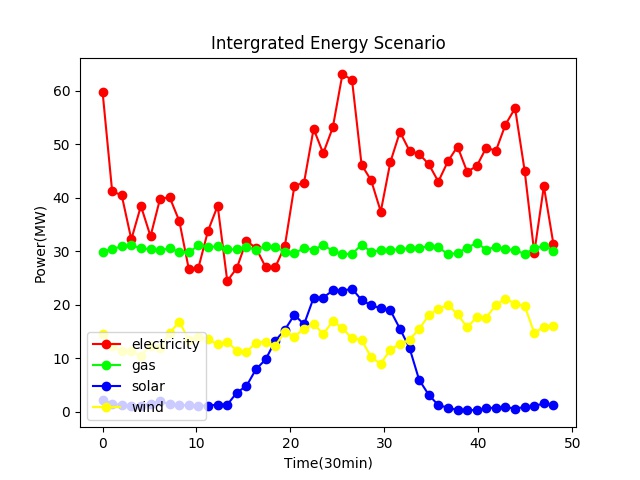 Intergrated Energy Scenario
Power(MW)
60
50
40
30
20
10
0
electricity
gas
solar
wind
0 10 20 30 40 50
Time(30min)